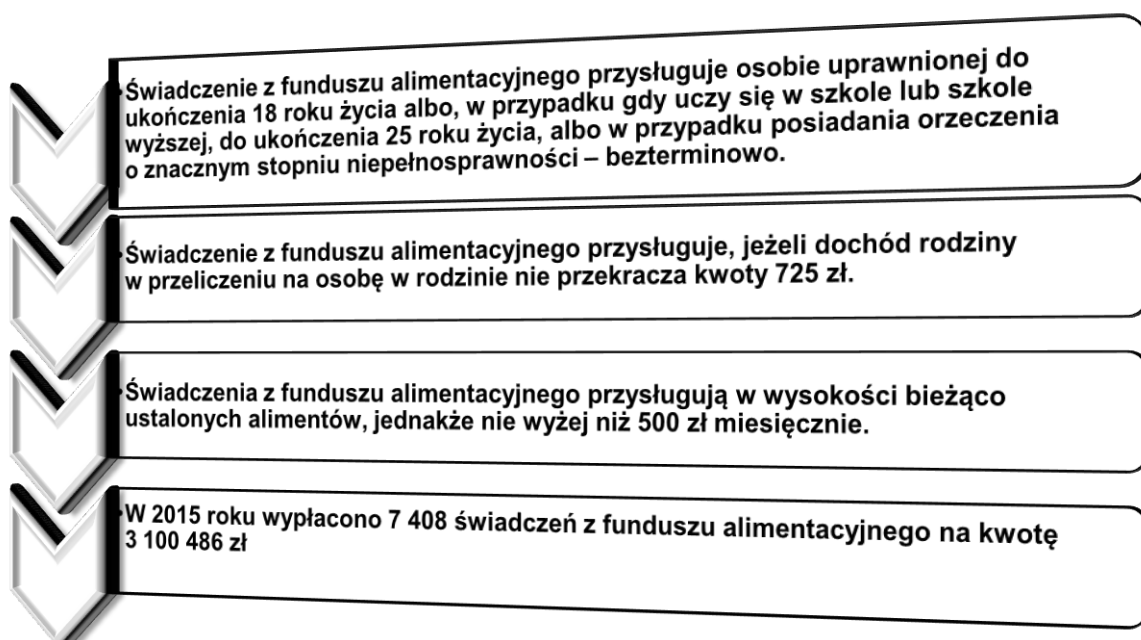 •Świadczenie z funduszu alimentacyjnego przysługuje osobie uprawnionej do
ukończenia 18 roku życia albo, w przypadku gdy uczy się w szkole lub szkole
wyższej, do ukończenia 25 roku życia, albo w przypadku posiadania orzeczenia
o znacznym stopniu niepełnosprawności – bezterminowo.
•Świadczenie z funduszu alimentacyjnego przysługuje, jeżeli dochód rodziny
w przeliczeniu na osobę w rodzinie nie przekracza kwoty 725 zł.
•Świadczenia z funduszu alimentacyjnego przysługują w wysokości bieżąco
ustalonych alimentów, jednakże nie wyżej niż 500 zł miesięcznie.
•W 2015 roku wypłacono 7 408 świadczeń z funduszu alimentacyjnego na kwotę
3 100 486 zł